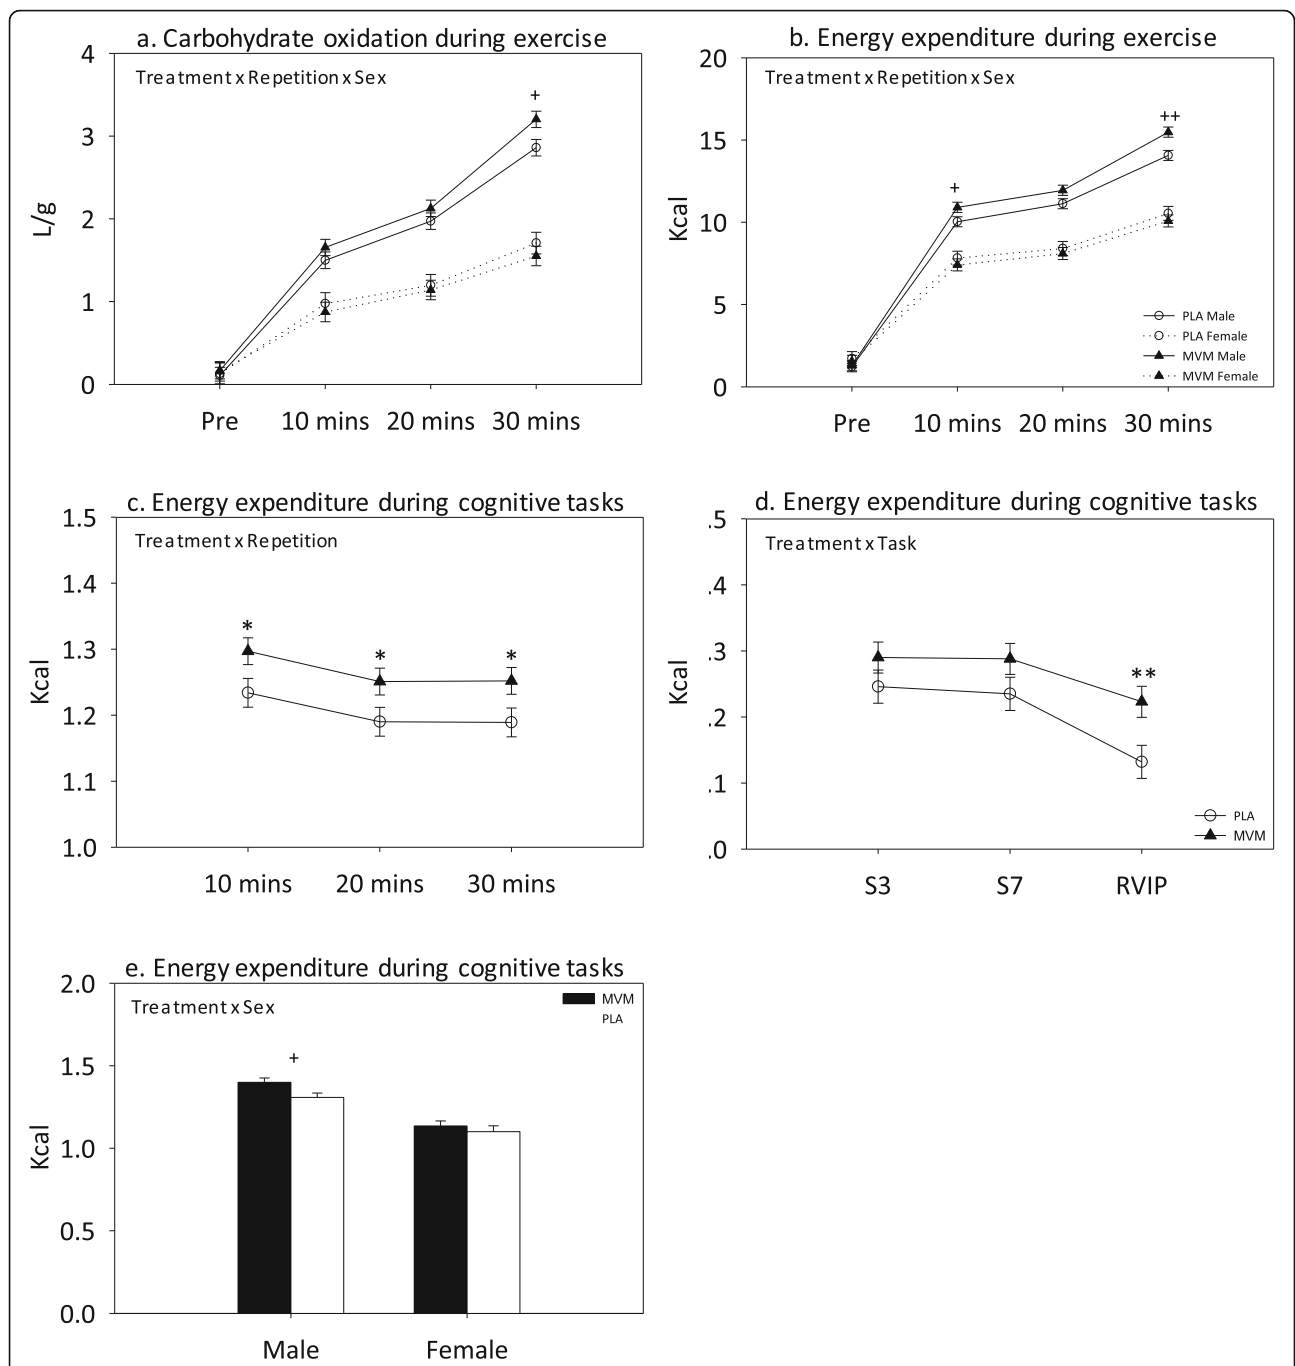 a. Carbohydrate oxidation during exercise
Treatment x Repetition x Sex
4
3
2
1
0
L/g
+
Pre 10 mins 20 mins 30 mins
b. Energy expenditure during exercise
Treatment x Repetition x Sex
20
15
10
5
0
Kcal
+
++
PLA Male
PLA Female
MVM Male
MVM Female
Pre 10 mins 20 mins 30 mins
c. Energy expenditure during cognitive tasks
Treatment x Repetition
1.5
1.4
1.3
1.2
1.1
1.0
Kcal
* * *
10 mins 20 mins 30 mins
d. Energy expenditure during cognitive tasks
Treatment x Task
.5
.4
.3
.2
.1
.0
Kcal
**
PLA
MVM
S3 S7 RVIP
e. Energy expenditure during cognitive tasks
Treatment x Sex
MVM
PLA
2.0
1.5
1.0
0.5
0.0
Kcal
+
Male Female